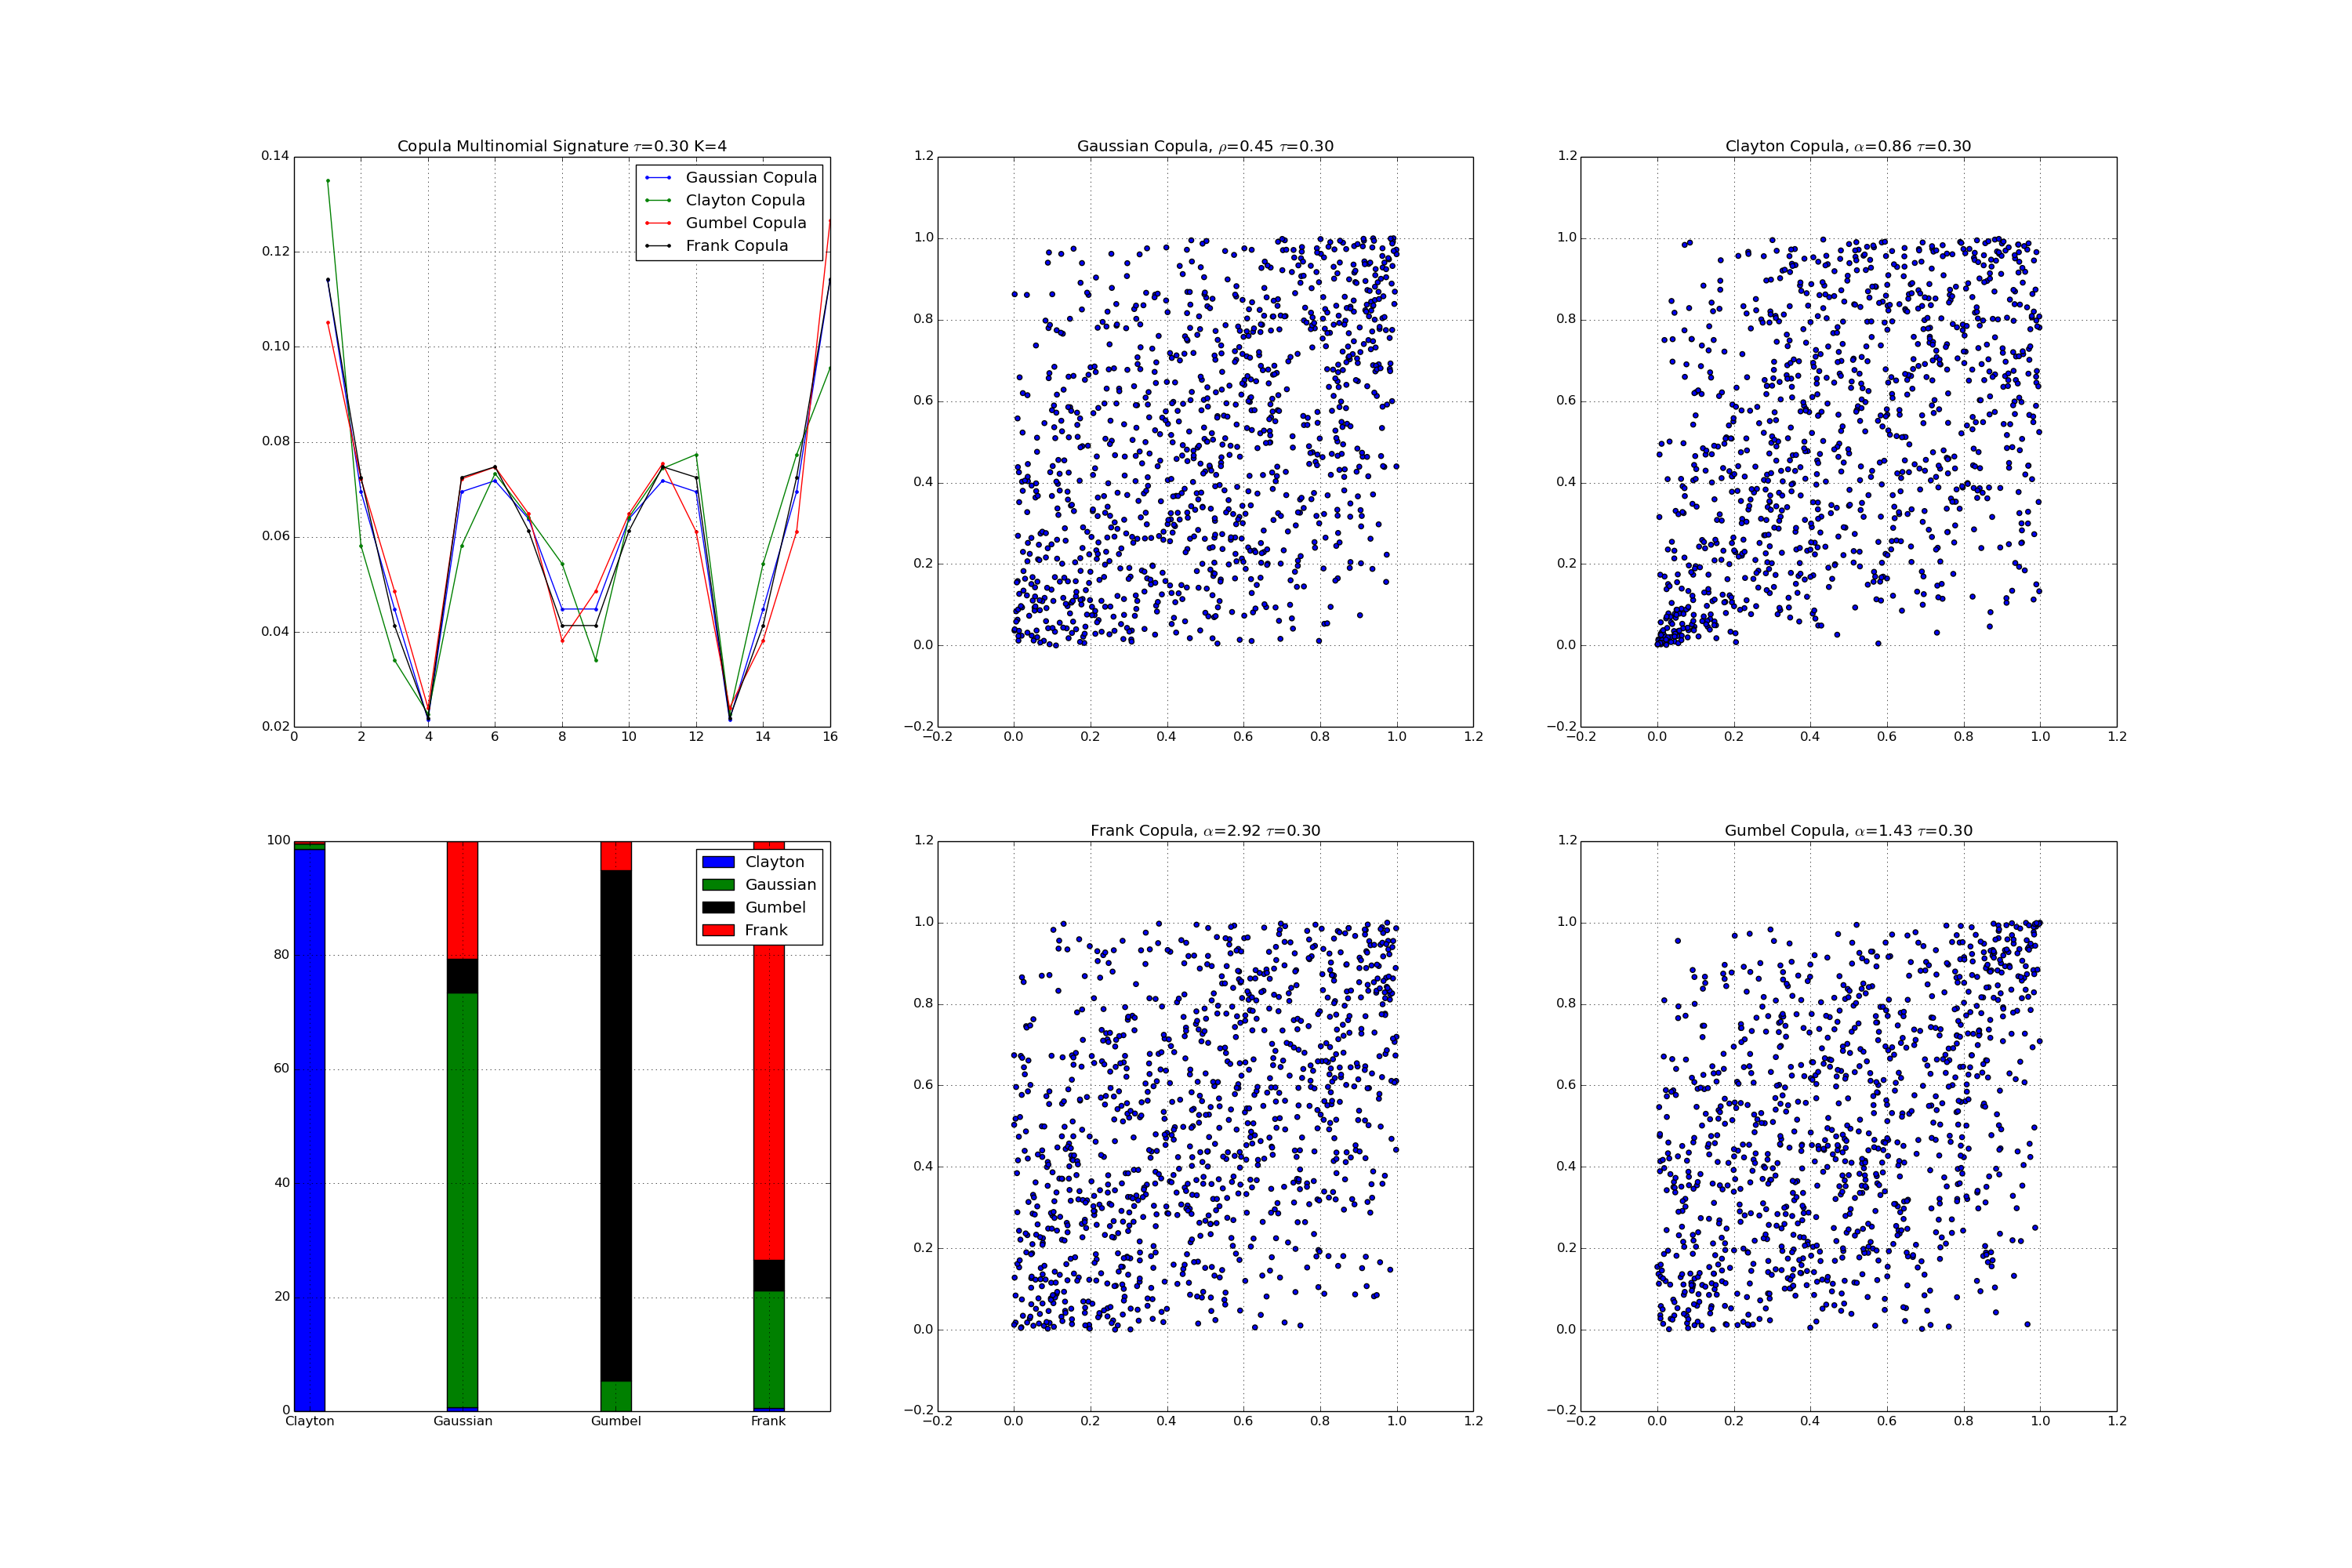 Copula Multinomial Signature τ=0.30 K=4
0.14
0.12
0.10
0.08
0.06
0.04
0.02
0 2 4 6 8 10 12 14 16
Gaussian Copula
Clayton Copula
Gumbel Copula
Frank Copula
Gaussian Copula, ρ=0.45 τ=0.30
1.2
1.0
0.8
0.6
0.4
0.2
0.0
−0.2
−0.2 0.0 0.2 0.4 0.6 0.8 1.0 1.2
Clayton Copula, α=0.86 τ=0.30
1.2
1.0
0.8
0.6
0.4
0.2
0.0
−0.2
−0.2 0.0 0.2 0.4 0.6 0.8 1.0 1.2
100
80
60
40
20
0
Clayton Gaussian Gumbel Frank
Clayton
Gaussian
Gumbel
Frank
Frank Copula, α=2.92 τ=0.30
1.2
1.0
0.8
0.6
0.4
0.2
0.0
−0.2
−0.2 0.0 0.2 0.4 0.6 0.8 1.0 1.2
Gumbel Copula, α=1.43 τ=0.30
1.2
1.0
0.8
0.6
0.4
0.2
0.0
−0.2
−0.2 0.0 0.2 0.4 0.6 0.8 1.0 1.2